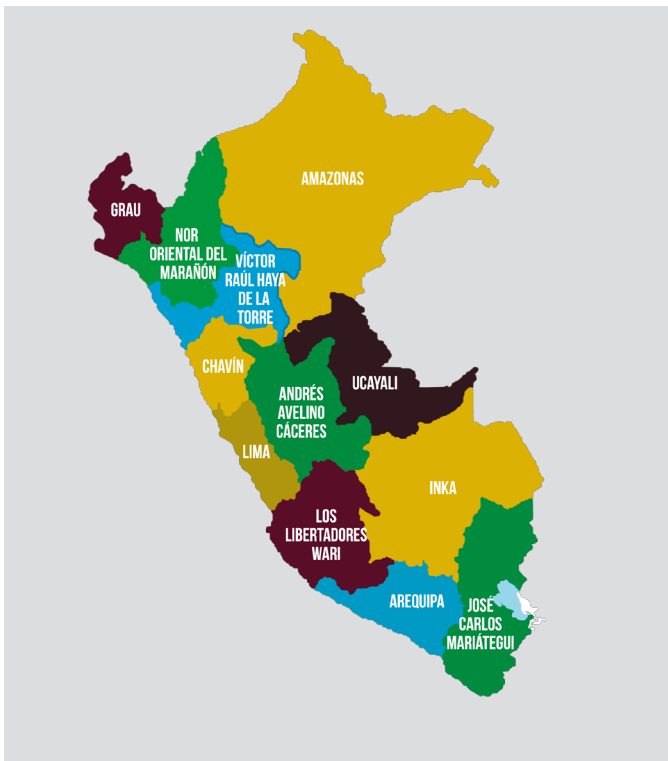 AMAZONAS
GRAU
NOR
ORIENTAL DEL
MARAÑÓN
VÍCTOR
RAÚL HAYA
DE LA
TORRE
CHAVÍN
UCAYALI
ANDRÉS
AVELINO
CÁCERES
LIMA
INKA
LOS
LIBERTADORES
WARI
AREQUIPA
JOSÉ
CARLOS
MARIÁTEGUI